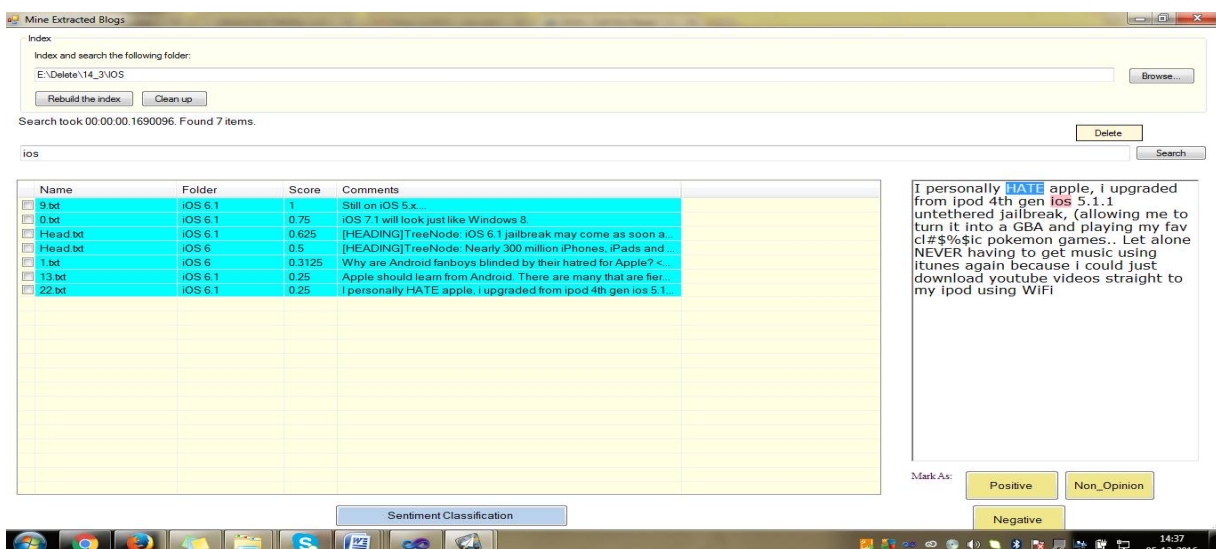 Mine Extracted Blogs
Index
Index and search the following folder:
E:\Delete\14_3\IOS
Browse...
Rebuild the index Clean up
Search took 00:00:00.1690096. Found 7 items.
Delete
ios
Search
Name Folder Score Comments
9.txt iOS 6.1 1 Still on iOS 5.x....
0.txt iOS 6.1 0.75 iOS 7.1 will look just like Windows 8.
Head.txt iOS 6.1 0.625 [HEADING]TreeNode: iOS 6.1 jailbreak may come as soon a...
Head.txt iOS 6 0.5 [HEADING]TreeNode: Nearly 300 million iPhones, iPads and ...
1.txt iOS 6 0.3125 Why are Android fanboys blinded by their hatred for Apple? <...
13.txt iOS 6.1 0.25 Apple should learn from Android. There are many that are fier...
22.txt iOS 6.1 0.25 I personally HATE apple, i upgraded from ipod 4th gen ios 5.1...
I personally HATE apple, i upgraded
from ipod 4th gen ios 5.1.1
untethered jailbreak, (allowing me to
turn it into a GBA and playing my fav
cl#$%$ic pokemon games.. Let alone
NEVER having to get music using
itunes again because i could just
download youtube videos straight to
my ipod using WiFi
Mark As:
Positive Non_Opinion
Negative
Sentiment Classification
14:37